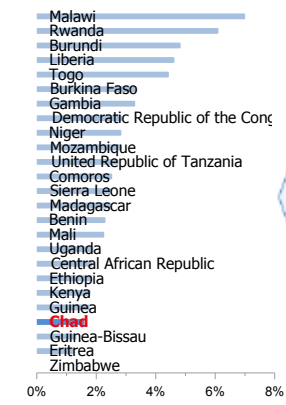 Malawi
Rwanda
Burundi
Liberia
Togo
Burkina Faso
Gambia
Democratic Republic of the Cong
Niger
Mozambique
United Republic of Tanzania
Comoros
Sierra Leone
Madagascar
Benin
Mali
Uganda
Central African Republic
Ethiopia
Kenya
Guinea
Chad
Guinea-Bissau
Eritrea
Zimbabwe
0% 2% 4% 6% 8%